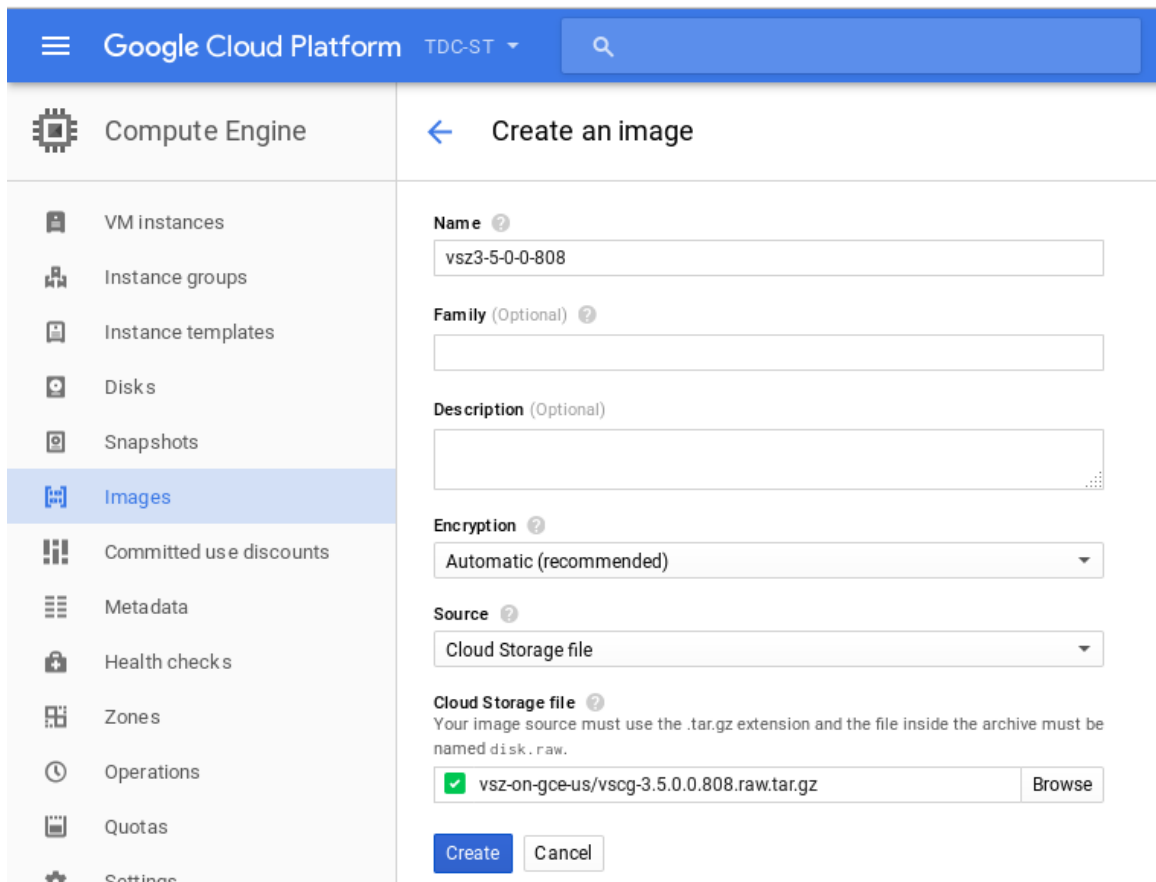 Google Cloud Platform TDC-ST
Compute Engine
Create an image
VM instances
Instance groups
Instance templates
Disks
Snapshots
Images
Committed use discounts
Metadata
Health checks
Zones
Operations
Quotas
Settings
Name
vsz3-5-0-0-808
Family (Optional)
Description (Optional)
Encryption
Automatic (recommended)
Source
Cloud Storage file
Cloud Storage file
Your image source must use the .tar.gz extension and the file inside the archive must be
named disk.raw.
vsz-on-gce-us/vscg-3.5.0.0.808.raw.tar.gz Browse
Create Cancel